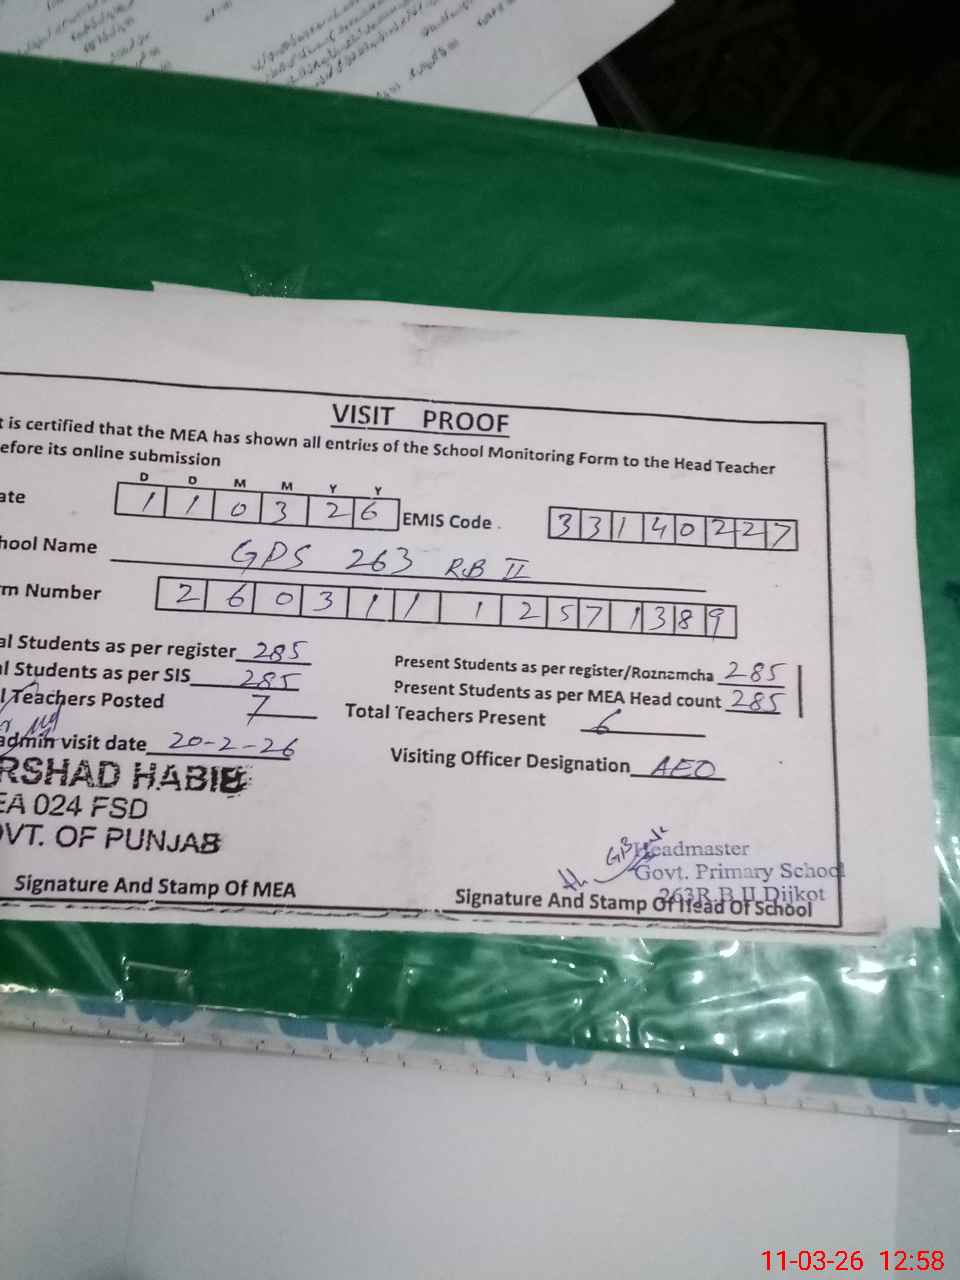 VISIT PROOF
t is certified that the MEA has shown all entries of the School Monitoring Form to the Head Teacher
efore its online submission
D D M M Y Y
ate 1 1 0 3 2 6 EMIS Code . 3 3 1 4 0 2 2 7
hool Name GPS 263 RB II
rm Number 2 6 0 3 1 1 1 2 5 7 1 3 8 9
al Students as per register 285 Present Students as per register/Roznamcha 285
al Students as per SIS 285 Present Students as per MEA Head count 285
l Teachers Posted 7 Total Teachers Present 6
admin visit date 20-2-26 Visiting Officer Designation AEO
RSHAD HABIB
EA 024 FSD
OVT. OF PUNJAB
Headmaster
Govt. Primary School
263R.B II Dijkot
Signature And Stamp Of MEA Signature And Stamp Of Head Of School
11-03-26 12:58